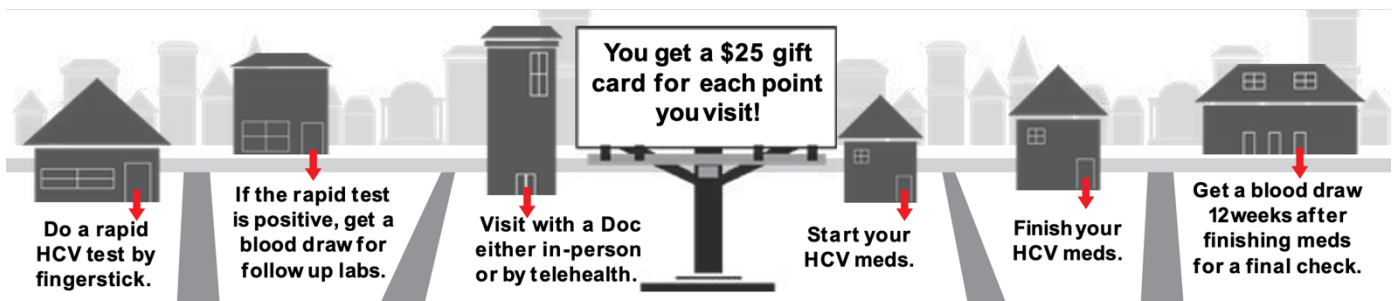 Do a rapid
HCV test by
fingerstick.
If the rapid test
is positive, get a
blood draw for
follow up labs.
Visit with a Doc
either in-person
or by telehealth.
You get a $25 gift
card for each point
you visit!
Start your
HCV meds.
Finish your
HCV meds.
Get a blood draw
12 weeks after
finishing meds
for a final check.